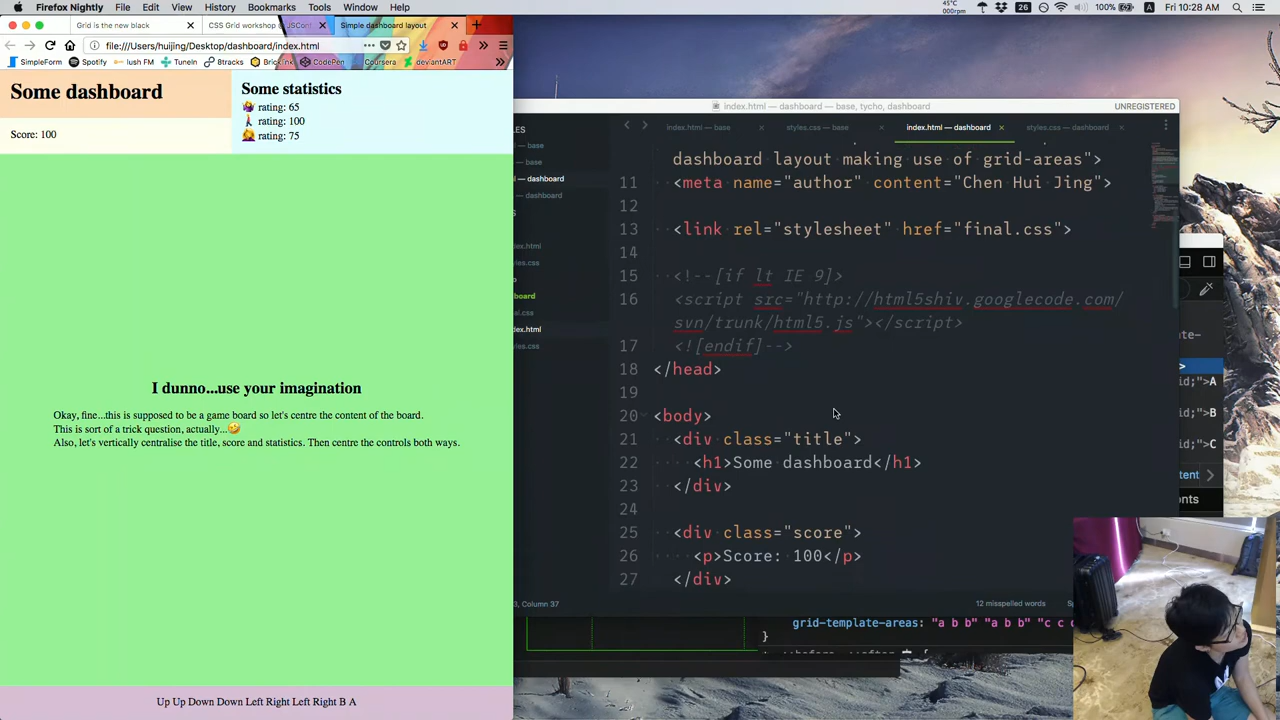 Firefox Nightly File Edit View History Bookmarks Tools Window Help
45°C
000rpm
26
100%
Fri 10:28 AM
Grid is the new black
CSS Grid workshop
Simple dashboard layout
file:///Users/huijing/Desktop/dashboard/index.html
SimpleForm Spotify lush FM TuneIn 8tracks BrickLink CodePen Coursera deviantART
Some dashboard
Score: 100
Some statistics
rating: 65
rating: 100
rating: 75
I dunno...use your imagination
Okay, fine...this is supposed to be a game board so let's centre the content of the board.
This is sort of a trick question, actually...
Also, let's vertically centralise the title, score and statistics. Then centre the controls both ways.
Up Up Down Down Left Right Left Right B A
index.html — dashboard — base, tycho, dashboard
UNREGISTERED
index.html — base
styles.css — base
index.html — dashboard
styles.css — dashboard
dashboard layout making use of grid-areas">
11 <meta name="author" content="Chen Hui Jing">
12
13 <link rel="stylesheet" href="final.css">
14
15 <!--[if lt IE 9]>
16 <script src="http://html5shiv.googlecode.com/
svn/trunk/html5.js"></script>
17 <![endif]-->
18 </head>
19
20 <body>
21 <div class="title">
22 <h1>Some dashboard</h1>
23 </div>
24
25 <div class="score">
26 <p>Score: 100</p>
27 </div>
3, Column 37
12 misspelled words
grid-template-areas: "a b b" "a b b" "c c
}